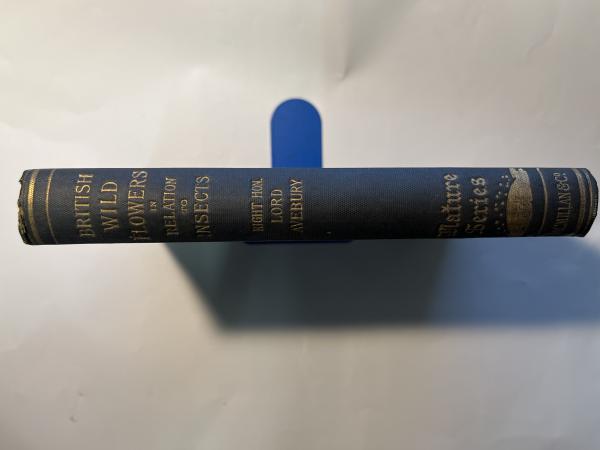 BRITISH
WILD
FLOWERS
IN
RELATION
TO
INSECTS
RIGHT HON.
LORD
AVEBURY
Nature
Series
MACMILLAN & Co.